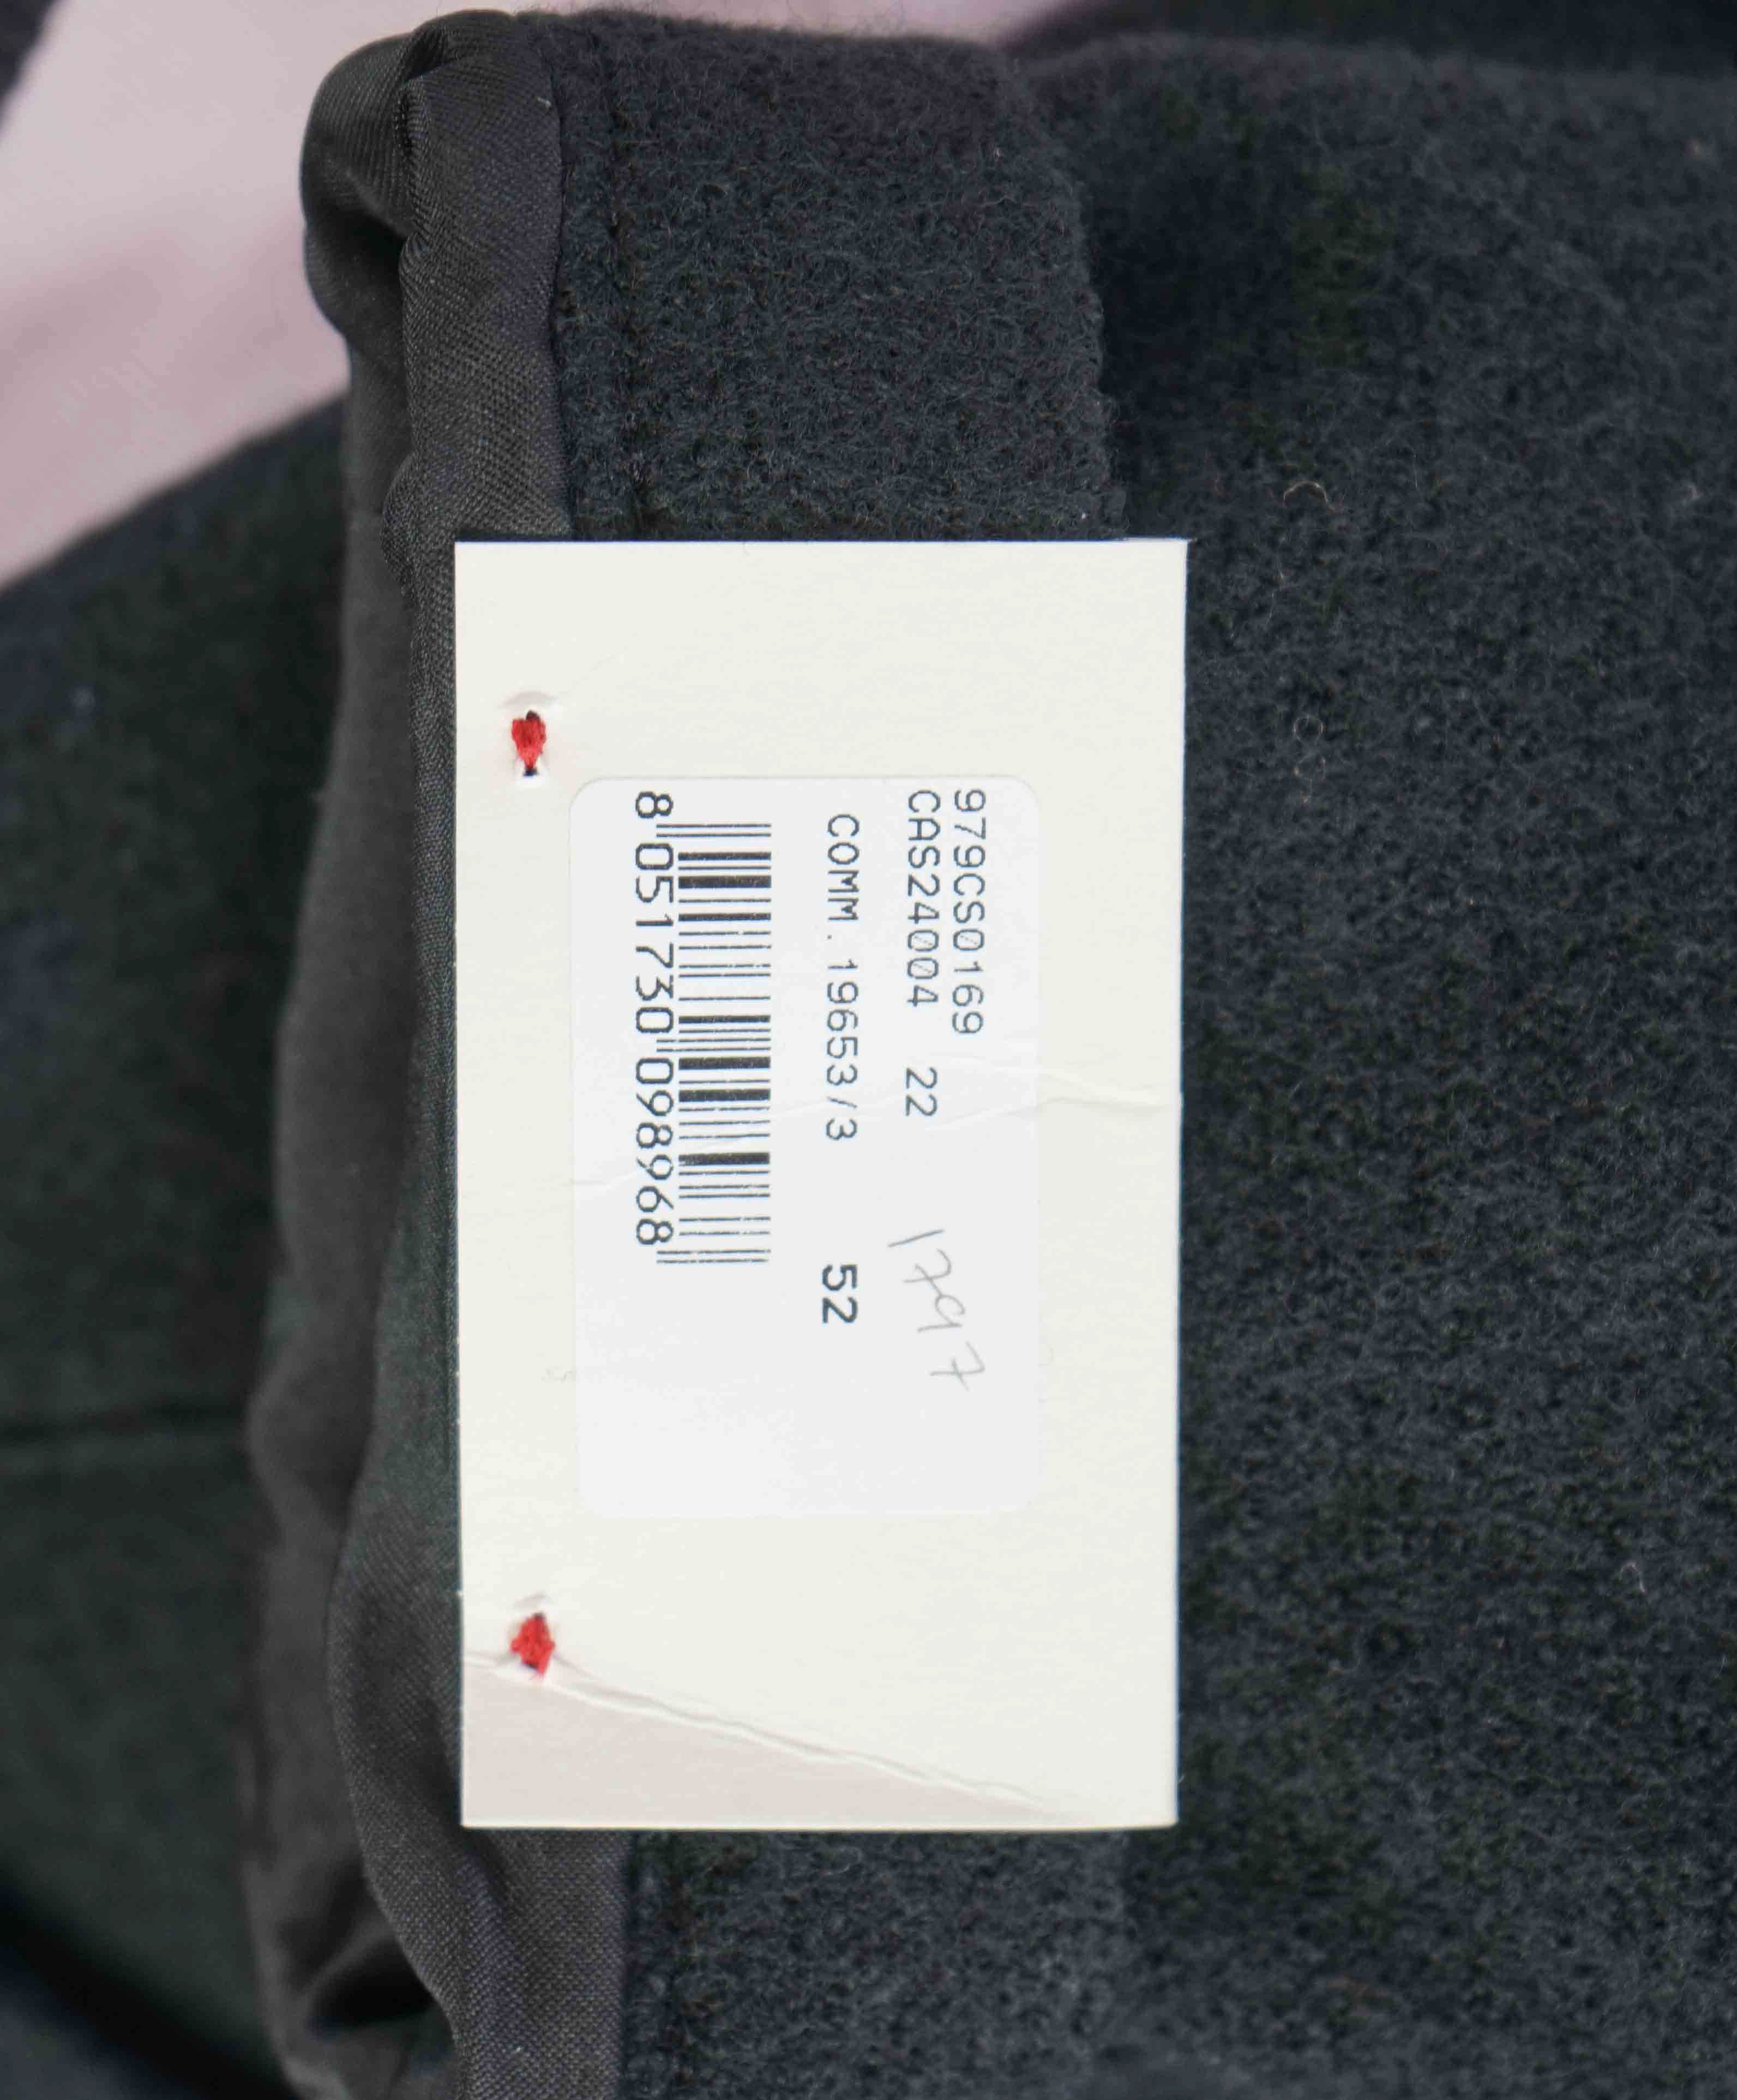 979CS0169
CAS24004 22
1797
COMM.19653/3 52
8 051730 098968